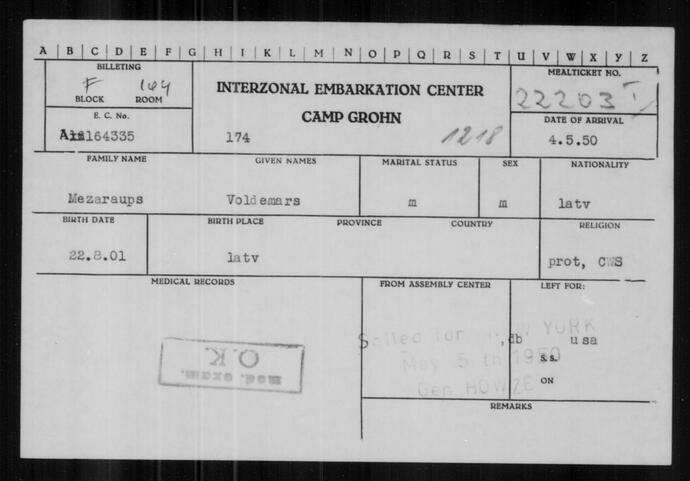 A B C D E F G H I K L M N O P Q R S T U V W X Y Z
BILLETING
F 104
BLOCK ROOM
INTERZONAL EMBARKATION CENTER
CAMP GROHN
MEALTICKET NO.
22203 I
E. C. No.
164335
174
1218
DATE OF ARRIVAL
4.5.50
FAMILY NAME GIVEN NAMES MARITAL STATUS SEX NATIONALITY
Mezaraups Voldemars m m latv
BIRTH DATE BIRTH PLACE PROVINCE COUNTRY RELIGION
22.8.01 latv prot, CWS
MEDICAL RECORDS FROM ASSEMBLY CENTER LEFT FOR:
Sailed for NEW YORK
,db usa
May 5 th 1950
S.S.
Gen. HOWZE
ON
O.K.
med. exam.
REMARKS